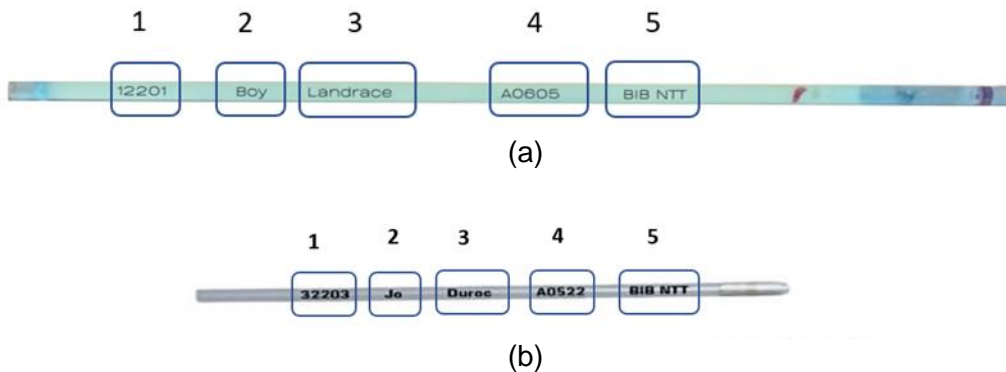 1 2 3 4 5
12201 Boy Landrace A0605 BIB NTT
(a)
1 2 3 4 5
32203 Jo Duroc A0522 BIB NTT
(b)